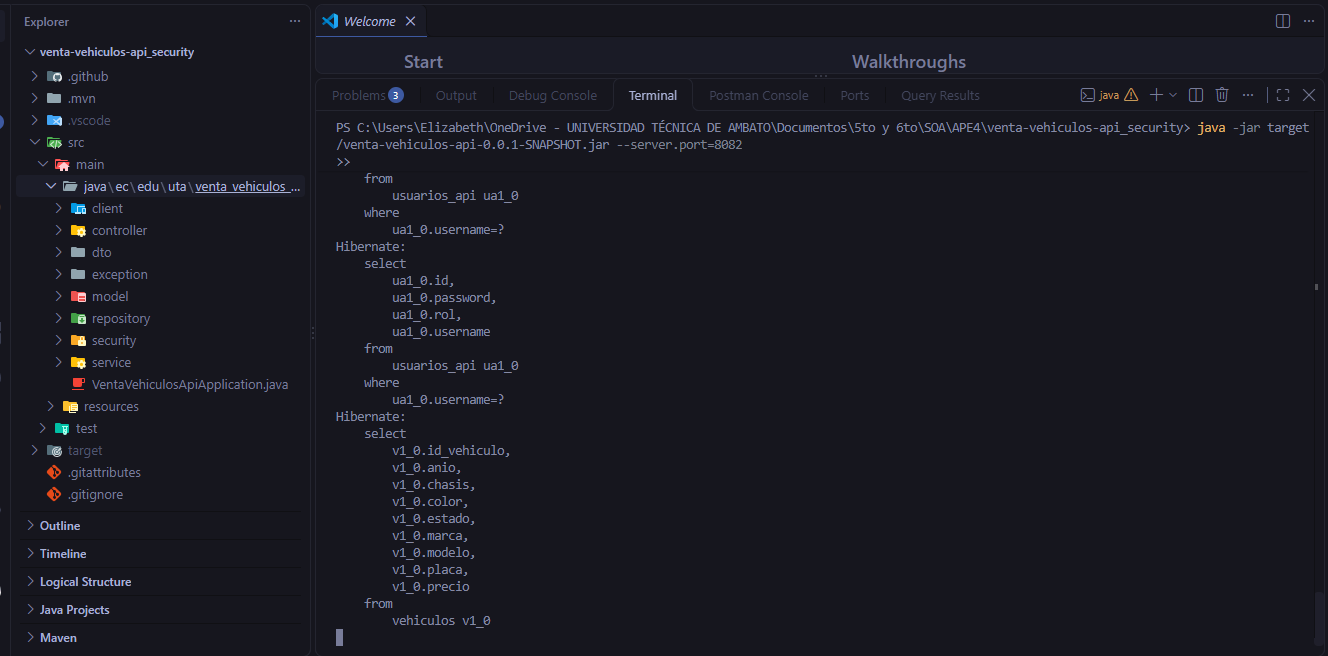 Explorer
venta-vehiculos-api_security
.github
.mvn
.vscode
src
main
java\ec\edu\uta\venta_vehiculos_...
client
controller
dto
exception
model
repository
security
service
VentaVehiculosApiApplication.java
resources
test
target
.gitattributes
.gitignore
Outline
Timeline
Logical Structure
Java Projects
Maven
Welcome
Start
Walkthroughs
Problems 3 Output Debug Console Terminal Postman Console Ports Query Results
java
PS C:\Users\Elizabeth\OneDrive - UNIVERSIDAD TÉCNICA DE AMBATO\Documentos\5to y 6to\SOA\APE4\venta-vehiculos-api_security> java -jar target
/venta-vehiculos-api-0.0.1-SNAPSHOT.jar --server.port=8082
>>
from
usuarios_api ua1_0
where
ua1_0.username=?
Hibernate:
select
ua1_0.id,
ua1_0.password,
ua1_0.rol,
ua1_0.username
from
usuarios_api ua1_0
where
ua1_0.username=?
Hibernate:
select
v1_0.id_vehiculo,
v1_0.anio,
v1_0.chasis,
v1_0.color,
v1_0.estado,
v1_0.marca,
v1_0.modelo,
v1_0.placa,
v1_0.precio
from
vehiculos v1_0